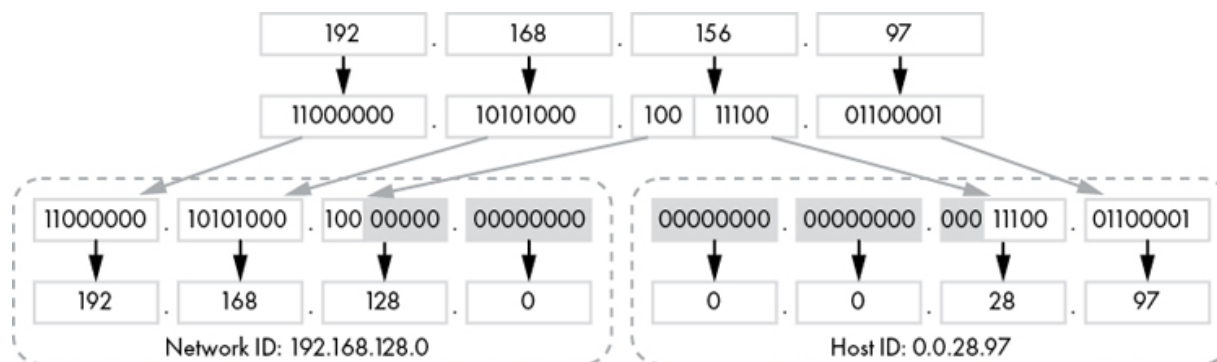 192 . 168 . 156 . 97
11000000 . 10101000 . 100 11100 . 01100001
11000000 . 10101000 . 100 00000 . 00000000
192 . 168 . 128 . 0
Network ID: 192.168.128.0
00000000 . 00000000 . 000 11100 . 01100001
0 . 0 . 28 . 97
Host ID: 0.0.28.97